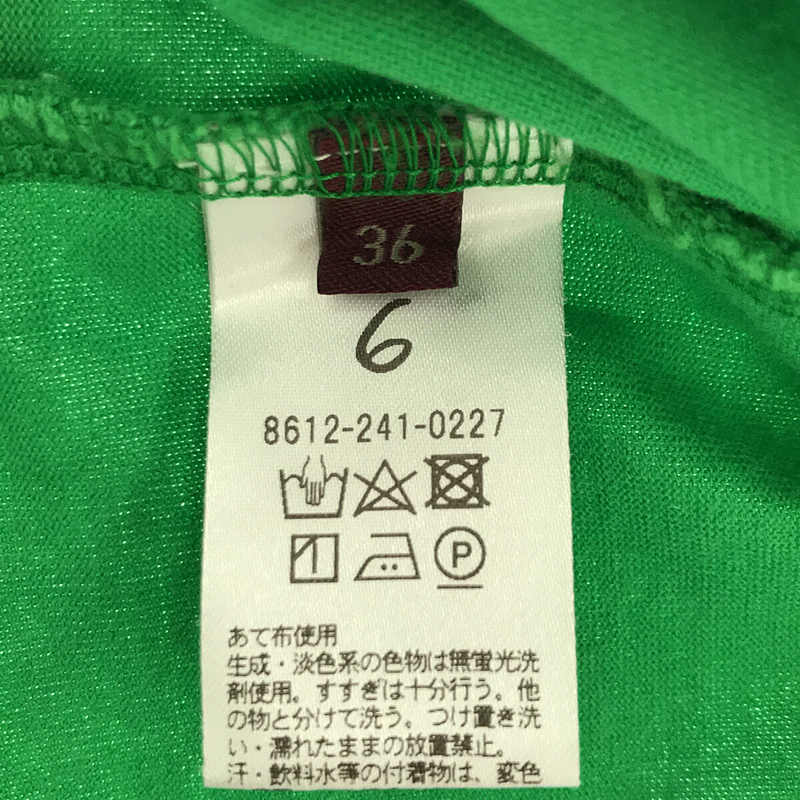 36
6
8612-241-0227
P
あて布使用
生成・淡色系の色物は無蛍光洗
剤使用。すすぎは十分行う。他
の物と分けて洗う。つけ置き洗
い・濡れたままの放置禁止。
汗・飲料水等の付着物は、変色